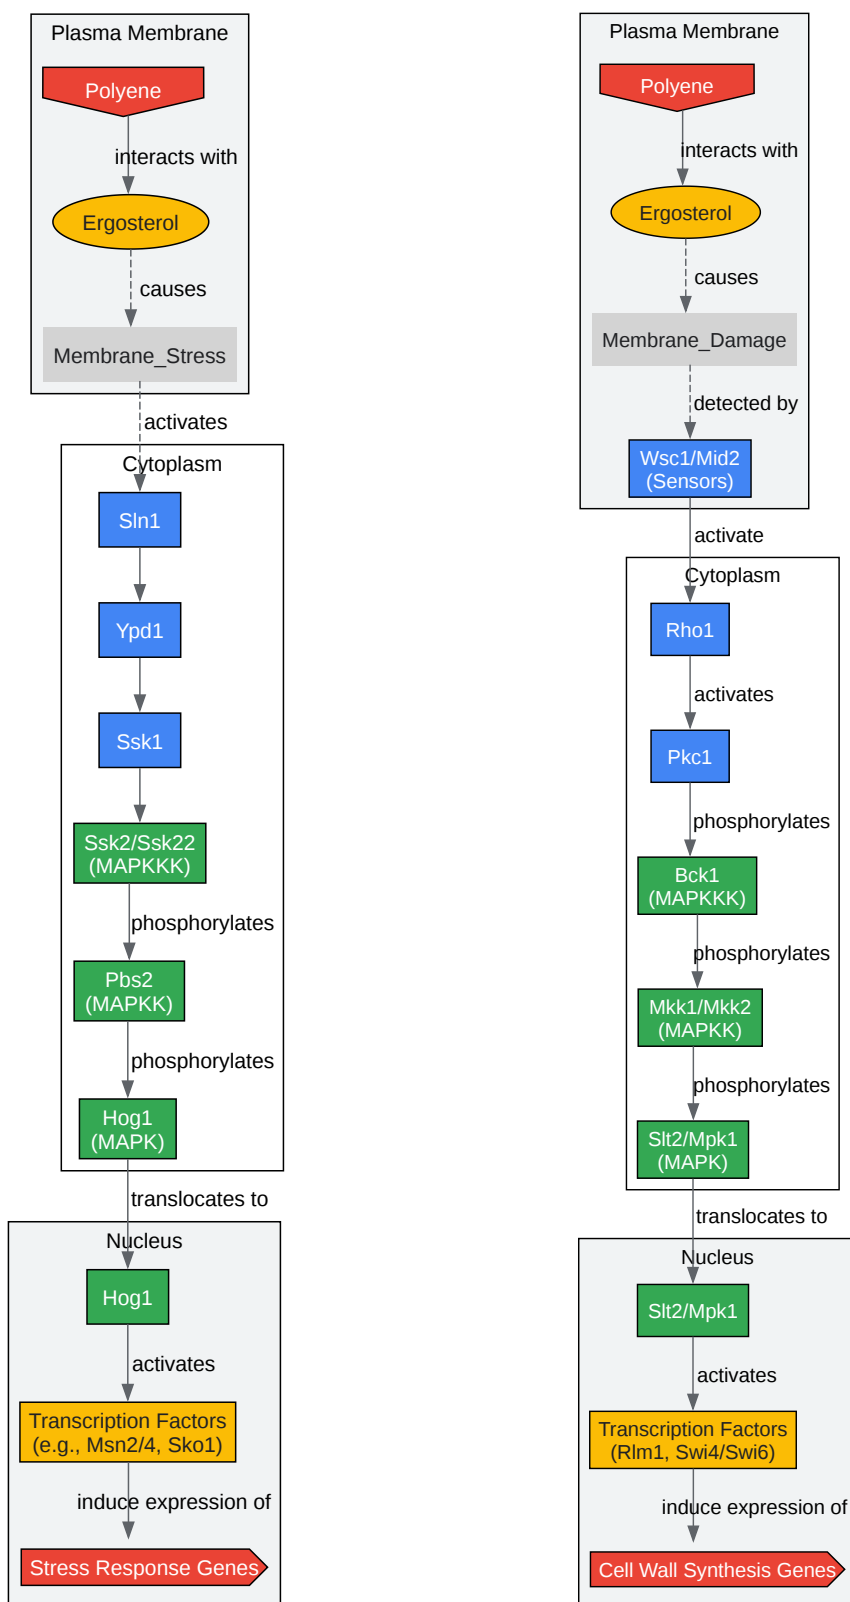 Plasma Membrane
Polyene
interacts with
Ergosterol
causes
Membrane_Stress
activates
Cytoplasm
Sln1
Ypd1
Ssk1
Ssk2/Ssk22
(MAPKKK)
phosphorylates
Pbs2
(MAPKK)
phosphorylates
Hog1
(MAPK)
translocates to
Nucleus
Hog1
activates
Transcription Factors
(e.g., Msn2/4, Sko1)
induce expression of
Stress Response Genes
Plasma Membrane
Polyene
interacts with
Ergosterol
causes
Membrane_Damage
detected by
Wsc1/Mid2
(Sensors)
activate
Cytoplasm
Rho1
activates
Pkc1
phosphorylates
Bck1
(MAPKKK)
phosphorylates
Mkk1/Mkk2
(MAPKK)
phosphorylates
Slt2/Mpk1
(MAPK)
translocates to
Nucleus
Slt2/Mpk1
activates
Transcription Factors
(Rlm1, Swi4/Swi6)
induce expression of
Cell Wall Synthesis Genes